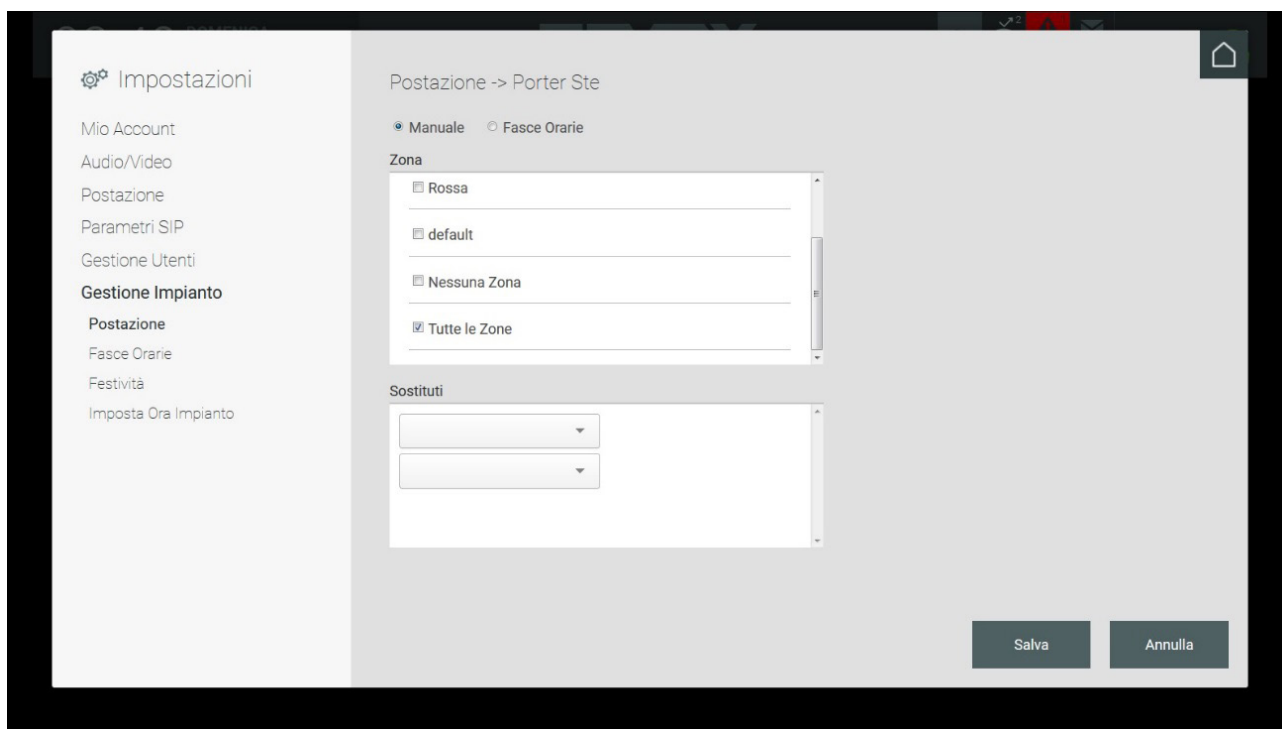 Impostazioni
Mio Account
Audio/Video
Postazione
Parametri SIP
Gestione Utenti
Gestione Impianto
Postazione
Fasce Orarie
Festività
Imposta Ora Impianto
Postazione -> Porter Ste
Manuale Fasce Orarie
Zona
Rossa
default
Nessuna Zona
Tutte le Zone
Sostituti
Salva Annulla